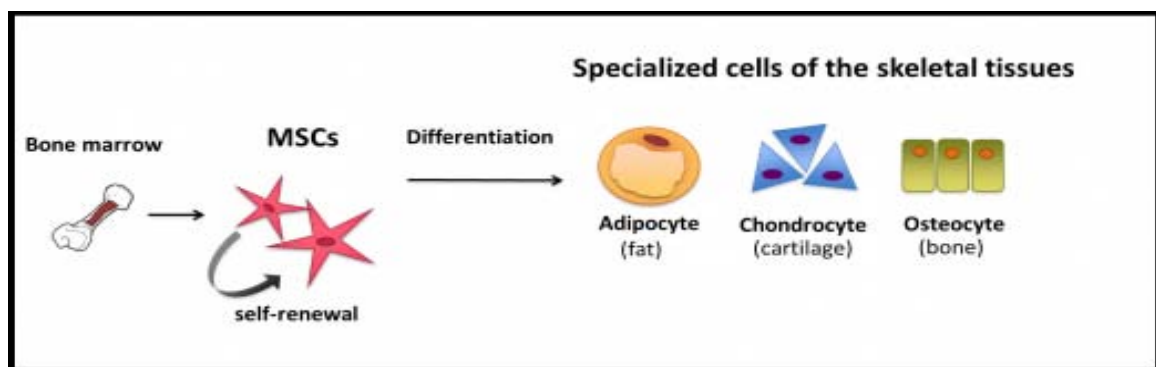 Specialized cells of the skeletal tissues
Bone marrow
MSCs
Differentiation
self-renewal
Adipocyte
(fat)
Chondrocyte
(cartilage)
Osteocyte
(bone)